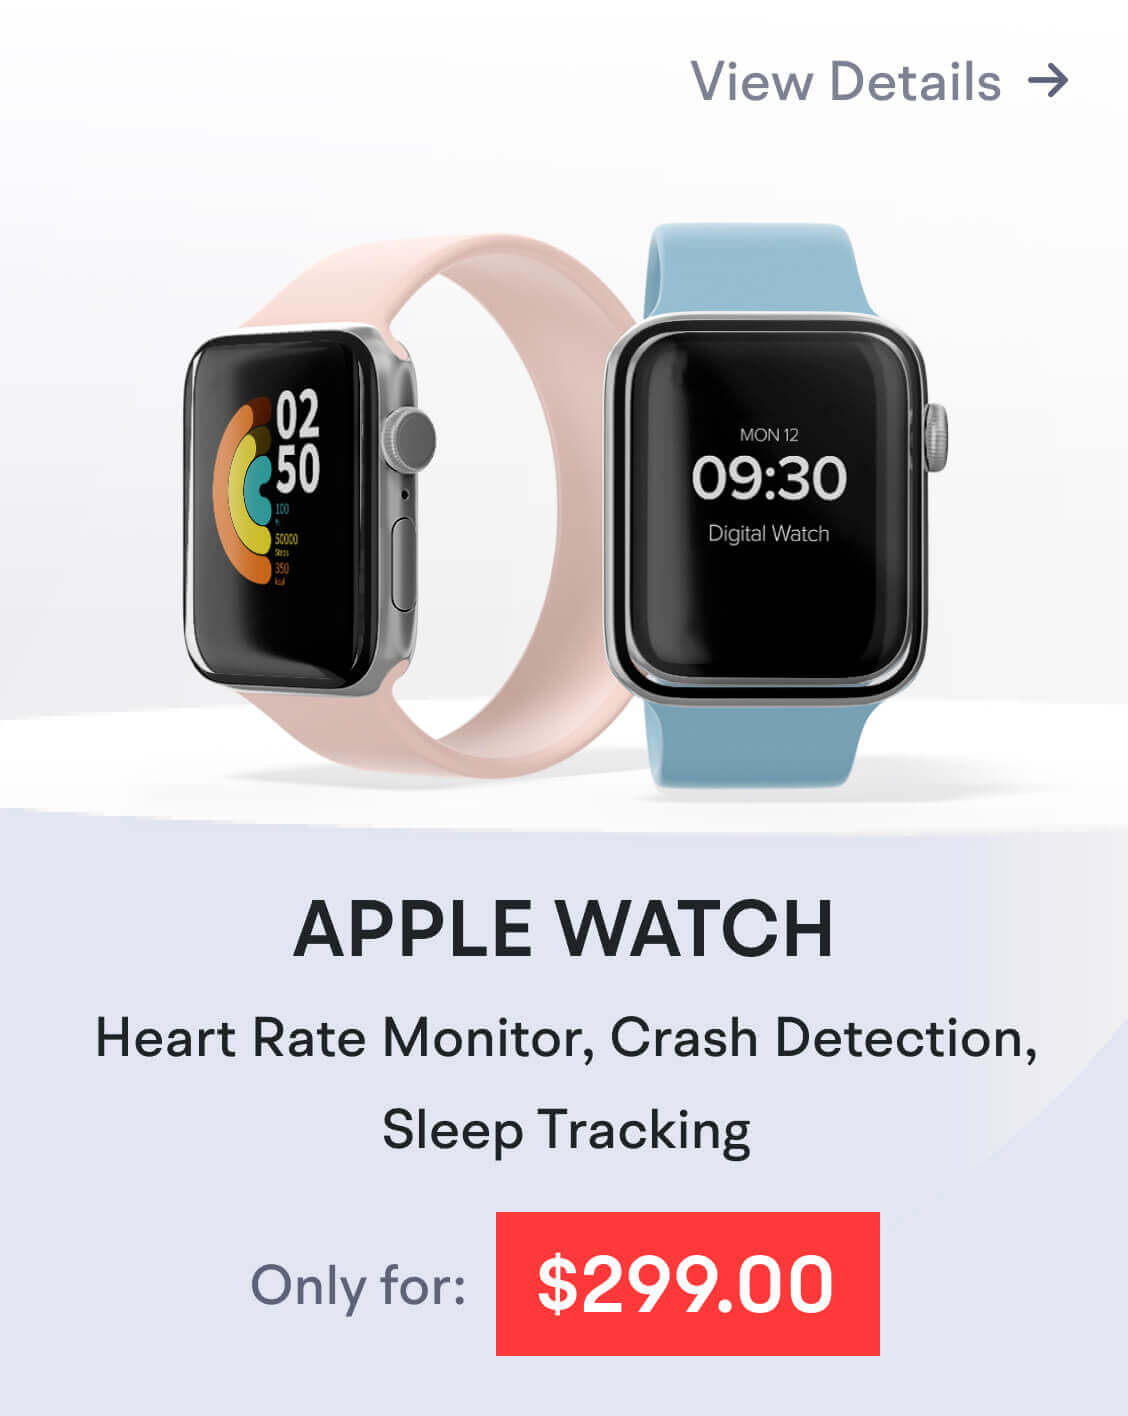 View Details →
02
50
100
%
50000
Steps
350
kcal
MON 12
09:30
Digital Watch
APPLE WATCH
Heart Rate Monitor, Crash Detection,
Sleep Tracking
Only for: $299.00